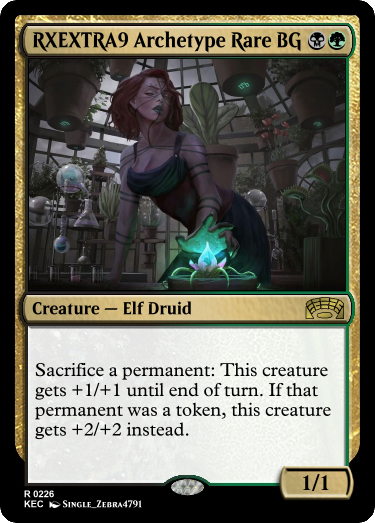 RXEXTRA9 Archetype Rare BG
Creature — Elf Druid
Sacrifice a permanent: This creature
gets +1/+1 until end of turn. If that
permanent was a token, this creature
gets +2/+2 instead.
1/1
R 0226
KEC Single_Zebra4791